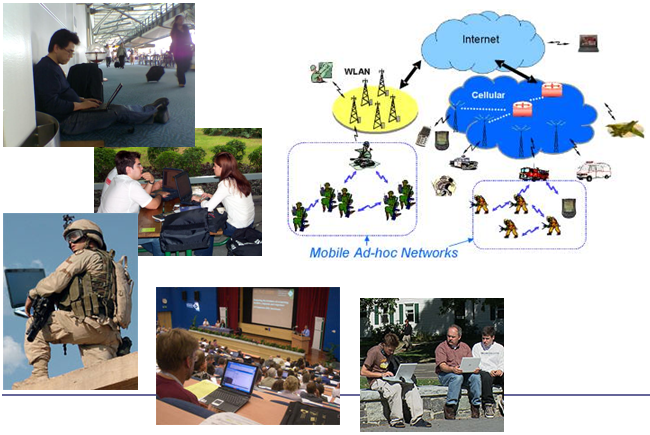 Internet
WLAN
Cellular
Mobile Ad-hoc Networks